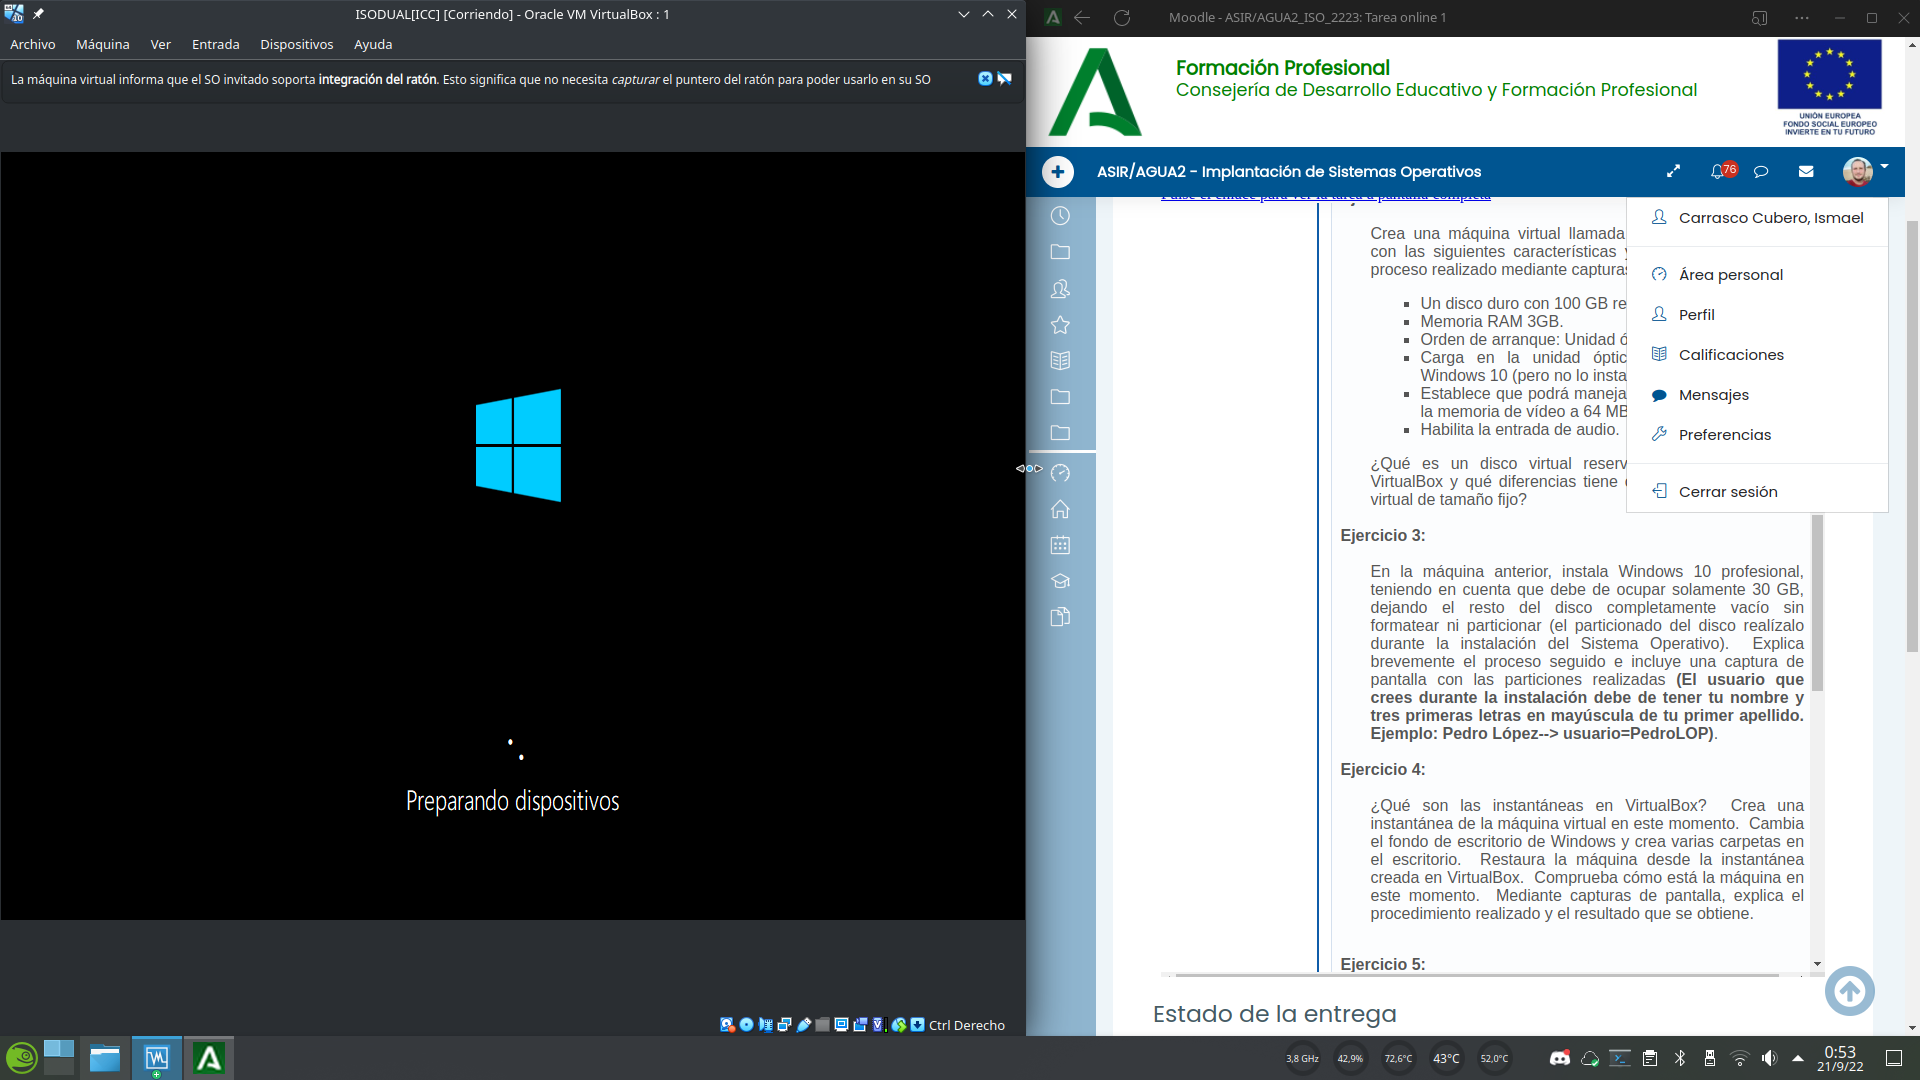 ISODUAL[ICC] [Corriendo] - Oracle VM VirtualBox : 1
Archivo Máquina Ver Entrada Dispositivos Ayuda
La máquina virtual informa que el SO invitado soporta integración del ratón. Esto significa que no necesita capturar el puntero del ratón para poder usarlo en su SO
Preparando dispositivos
Ctrl Derecho
Moodle - ASIR/AGUA2_ISO_2223: Tarea online 1
Formación Profesional
Consejería de Desarrollo Educativo y Formación Profesional
UNIÓN EUROPEA
FONDO SOCIAL EUROPEO
INVIERTE EN TU FUTURO
ASIR/AGUA2 - Implantación de Sistemas Operativos
76
Pulse el enlace para ver la tarea a pantalla completa
Crea una máquina virtual llamada
con las siguientes características
proceso realizado mediante capturas
Un disco duro con 100 GB re
Memoria RAM 3GB.
Orden de arranque: Unidad ó
Carga en la unidad óptic
Windows 10 (pero no lo insta
Establece que podrá maneja
la memoria de vídeo a 64 MB
Habilita la entrada de audio.
¿Qué es un disco virtual reserv
VirtualBox y qué diferencias tiene
virtual de tamaño fijo?
Carrasco Cubero, Ismael
Área personal
Perfil
Calificaciones
Mensajes
Preferencias
Cerrar sesión
Ejercicio 3:
En la máquina anterior, instala Windows 10 profesional,
teniendo en cuenta que debe de ocupar solamente 30 GB,
dejando el resto del disco completamente vacío sin
formatear ni particionar (el particionado del disco realízalo
durante la instalación del Sistema Operativo). Explica
brevemente el proceso seguido e incluye una captura de
pantalla con las particiones realizadas (El usuario que
crees durante la instalación debe de tener tu nombre y
tres primeras letras en mayúscula de tu primer apellido.
Ejemplo: Pedro López--> usuario=PedroLOP).
Ejercicio 4:
¿Qué son las instantáneas en VirtualBox? Crea una
instantánea de la máquina virtual en este momento. Cambia
el fondo de escritorio de Windows y crea varias carpetas en
el escritorio. Restaura la máquina desde la instantánea
creada en VirtualBox. Comprueba cómo está la máquina en
este momento. Mediante capturas de pantalla, explica el
procedimiento realizado y el resultado que se obtiene.
Ejercicio 5:
Estado de la entrega
3,8 GHz 42,9% 72,6°C 43°C 52,0°C
0:53
21/9/22